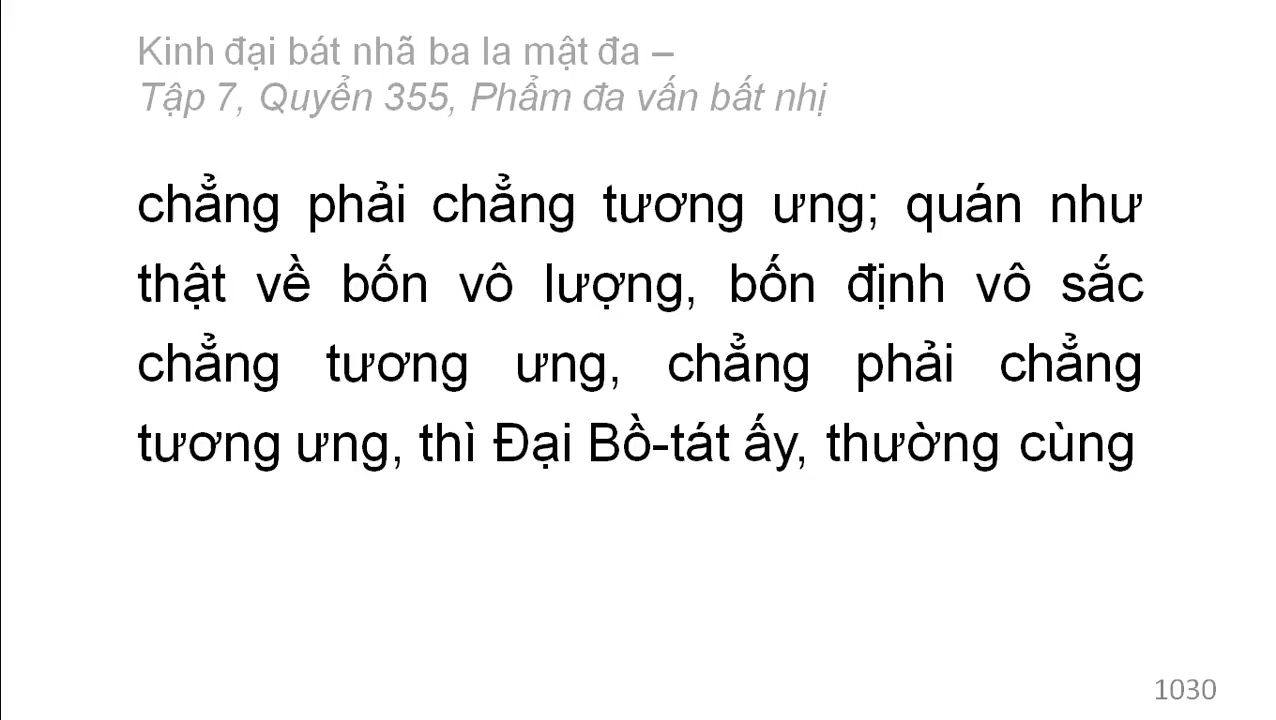 Kinh đại bát nhã ba la mật đa –
Tập 7, Quyển 355, Phẩm đa vấn bất nhị
chẳng phải chẳng tương ưng; quán như
thật về bốn vô lượng, bốn định vô sắc
chẳng tương ưng, chẳng phải chẳng
tương ưng, thì Đại Bồ-tát ấy, thường cùng
1030